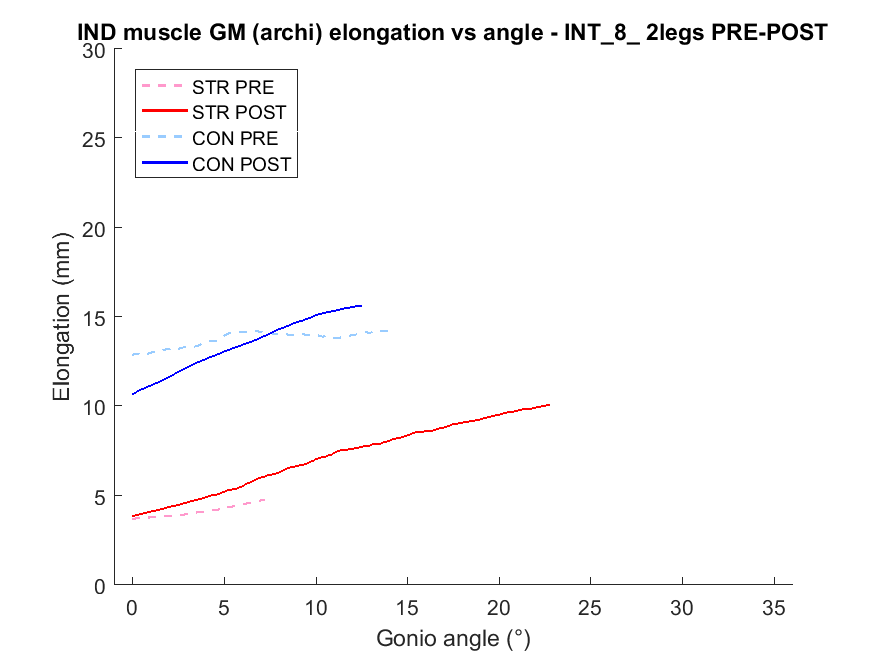 IND muscle GM (archi) elongation vs angle - INT_8_ 2legs PRE-POST
30
25
20
15
10
5
0
Elongation (mm)
STR PRE
STR POST
CON PRE
CON POST
0 5 10 15 20 25 30 35
Gonio angle (°)